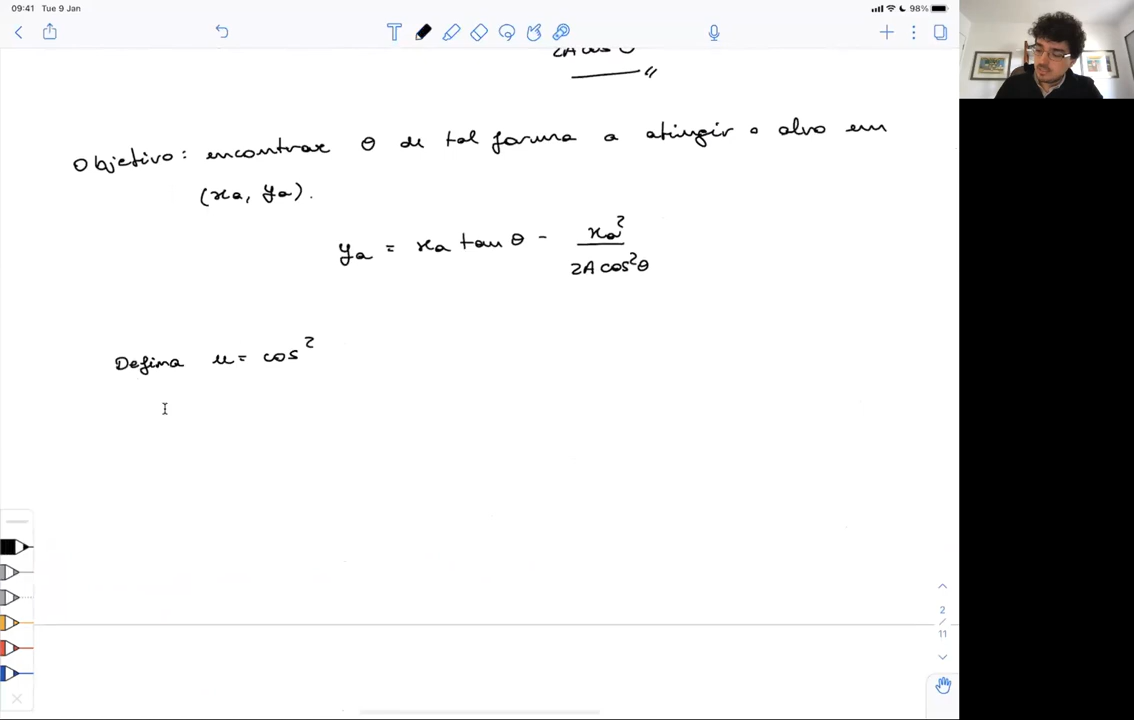 09:41 Tue 9 Jan 98%
T
Objetivo: encontrar θ de tal forma a atingir o alvo em
(xa, ya).
ya = xa tan θ - xa² / 2A cos²θ
Defina u = cos²
2
/
11